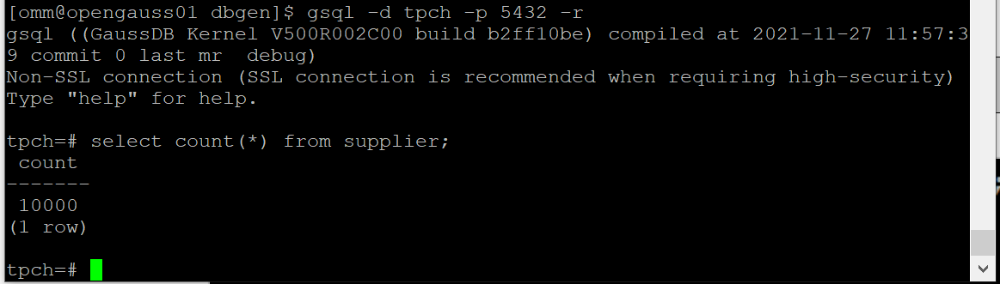 [omm@opengauss01 dbgen]$ gsql -d tpch -p 5432 -r
gsql ((GaussDB Kernel V500R002C00 build b2ff10be) compiled at 2021-11-27 11:57:3
9 commit 0 last mr  debug)
Non-SSL connection (SSL connection is recommended when requiring high-security)
Type "help" for help.

tpch=# select count(*) from supplier;
 count
-------
 10000
(1 row)

tpch=#